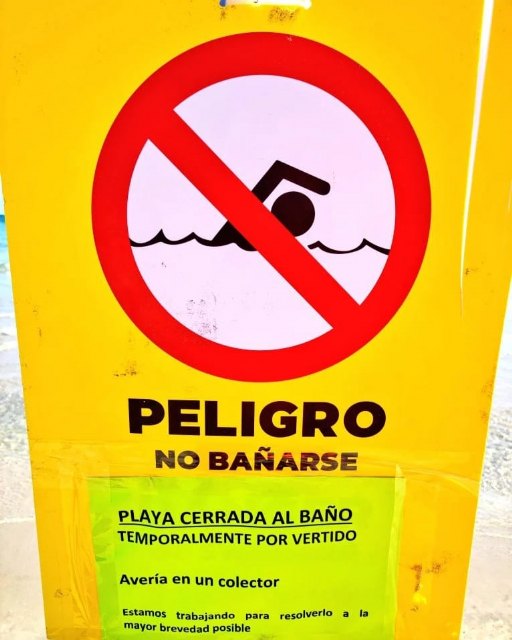 PELIGRO
NO BAÑARSE
PLAYA CERRADA AL BAÑO
TEMPORALMENTE POR VERTIDO
Avería en un colector
Estamos trabajando para resolverlo a la
mayor brevedad posible